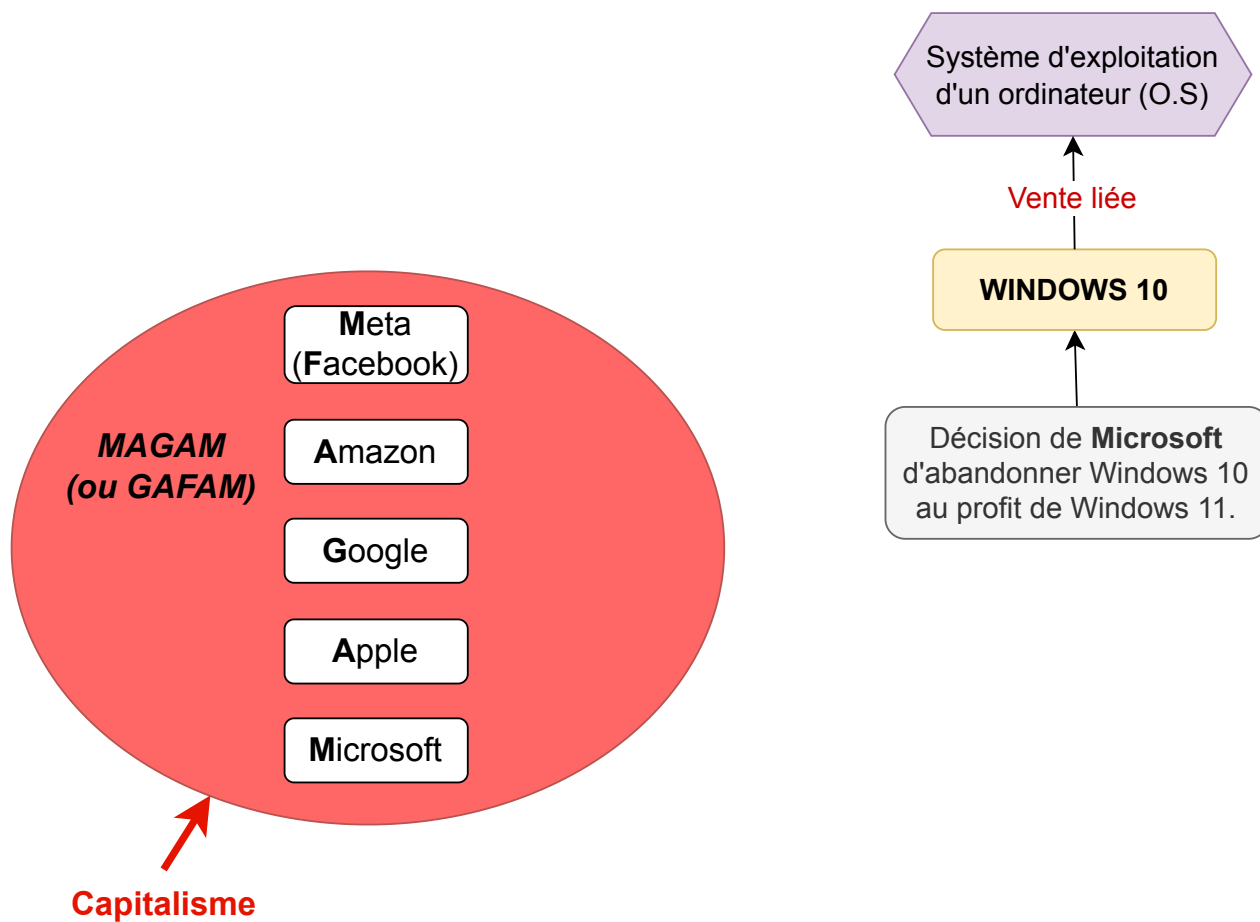 Système d'exploitation
d'un ordinateur (O.S)
Vente liée
WINDOWS 10
Décision de Microsoft
d'abandonner Windows 10
au profit de Windows 11.
MAGAM
(ou GAFAM)
Meta
(Facebook)
Amazon
Google
Apple
Microsoft
Capitalisme